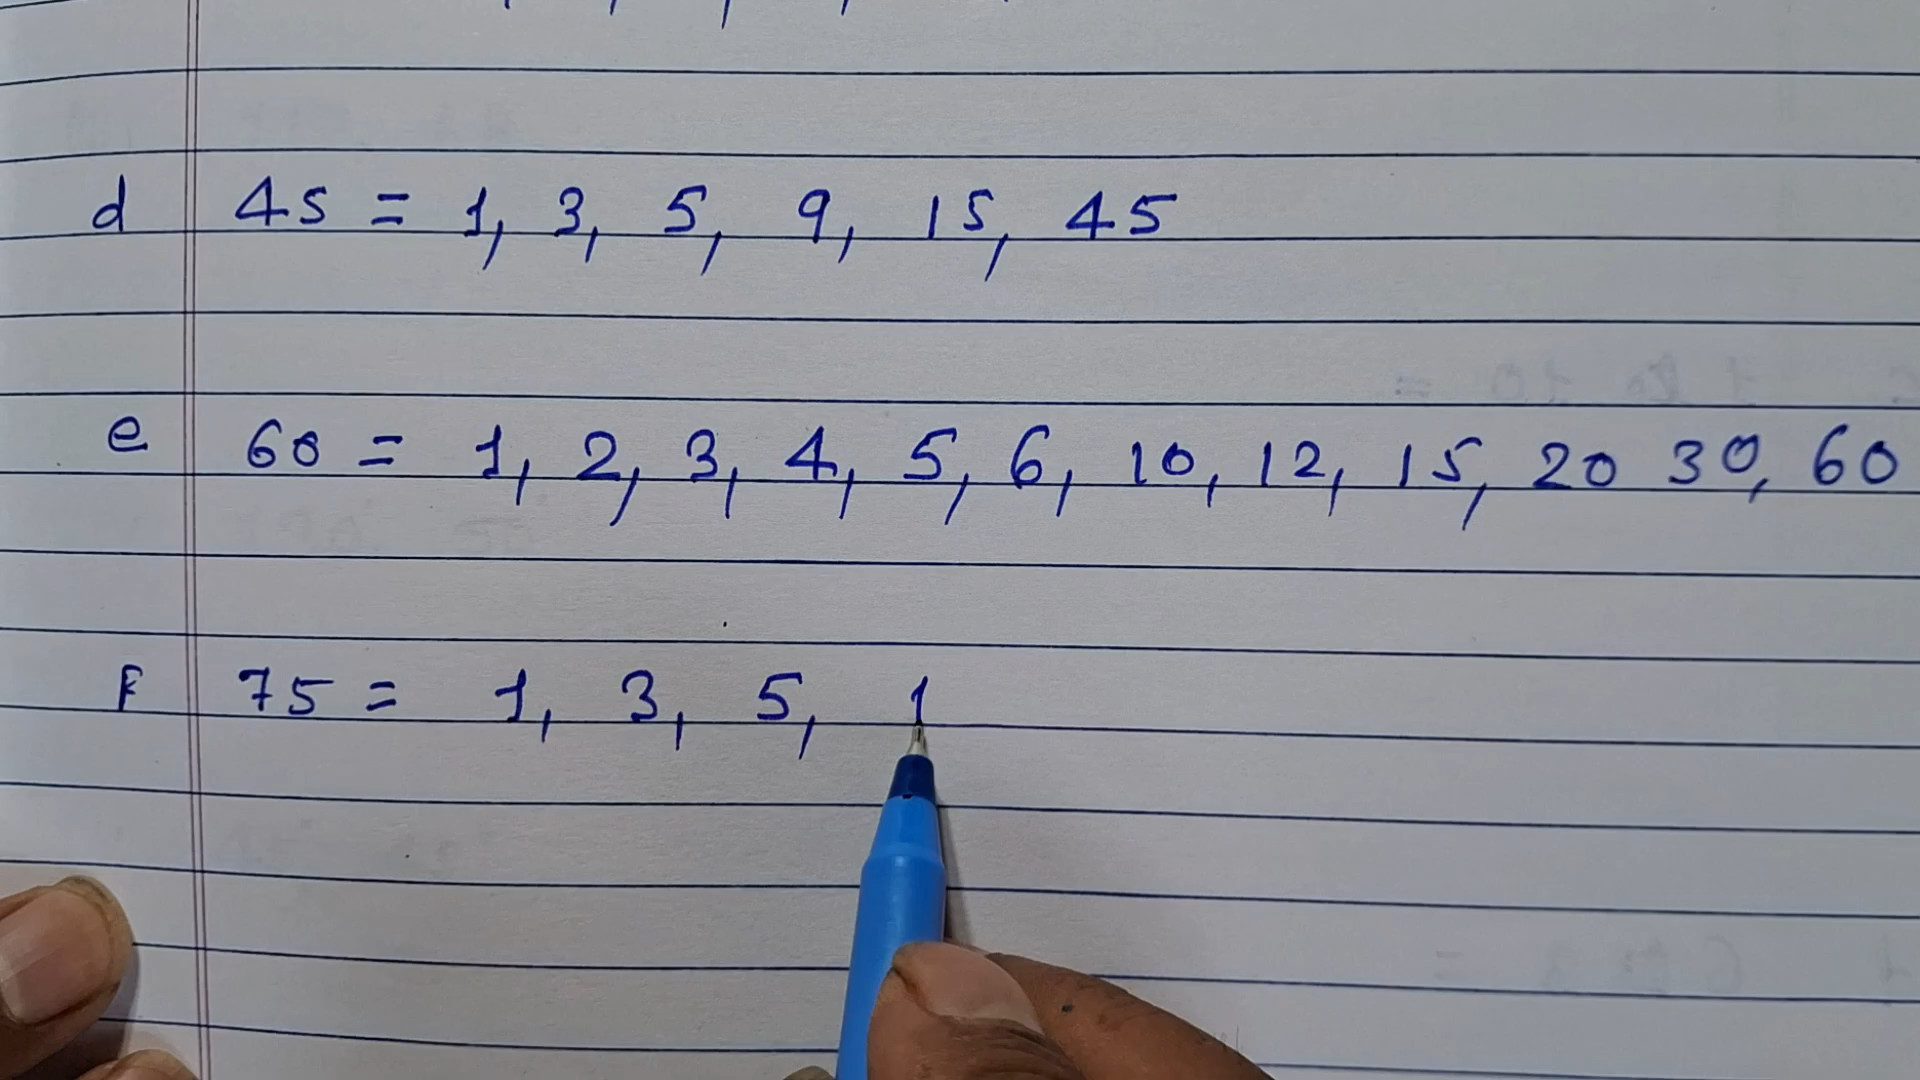 d 45 = 1, 3, 5, 9, 15, 45
e 60 = 1, 2, 3, 4, 5, 6, 10, 12, 15, 20 30, 60
F 75 = 1, 3, 5, 1